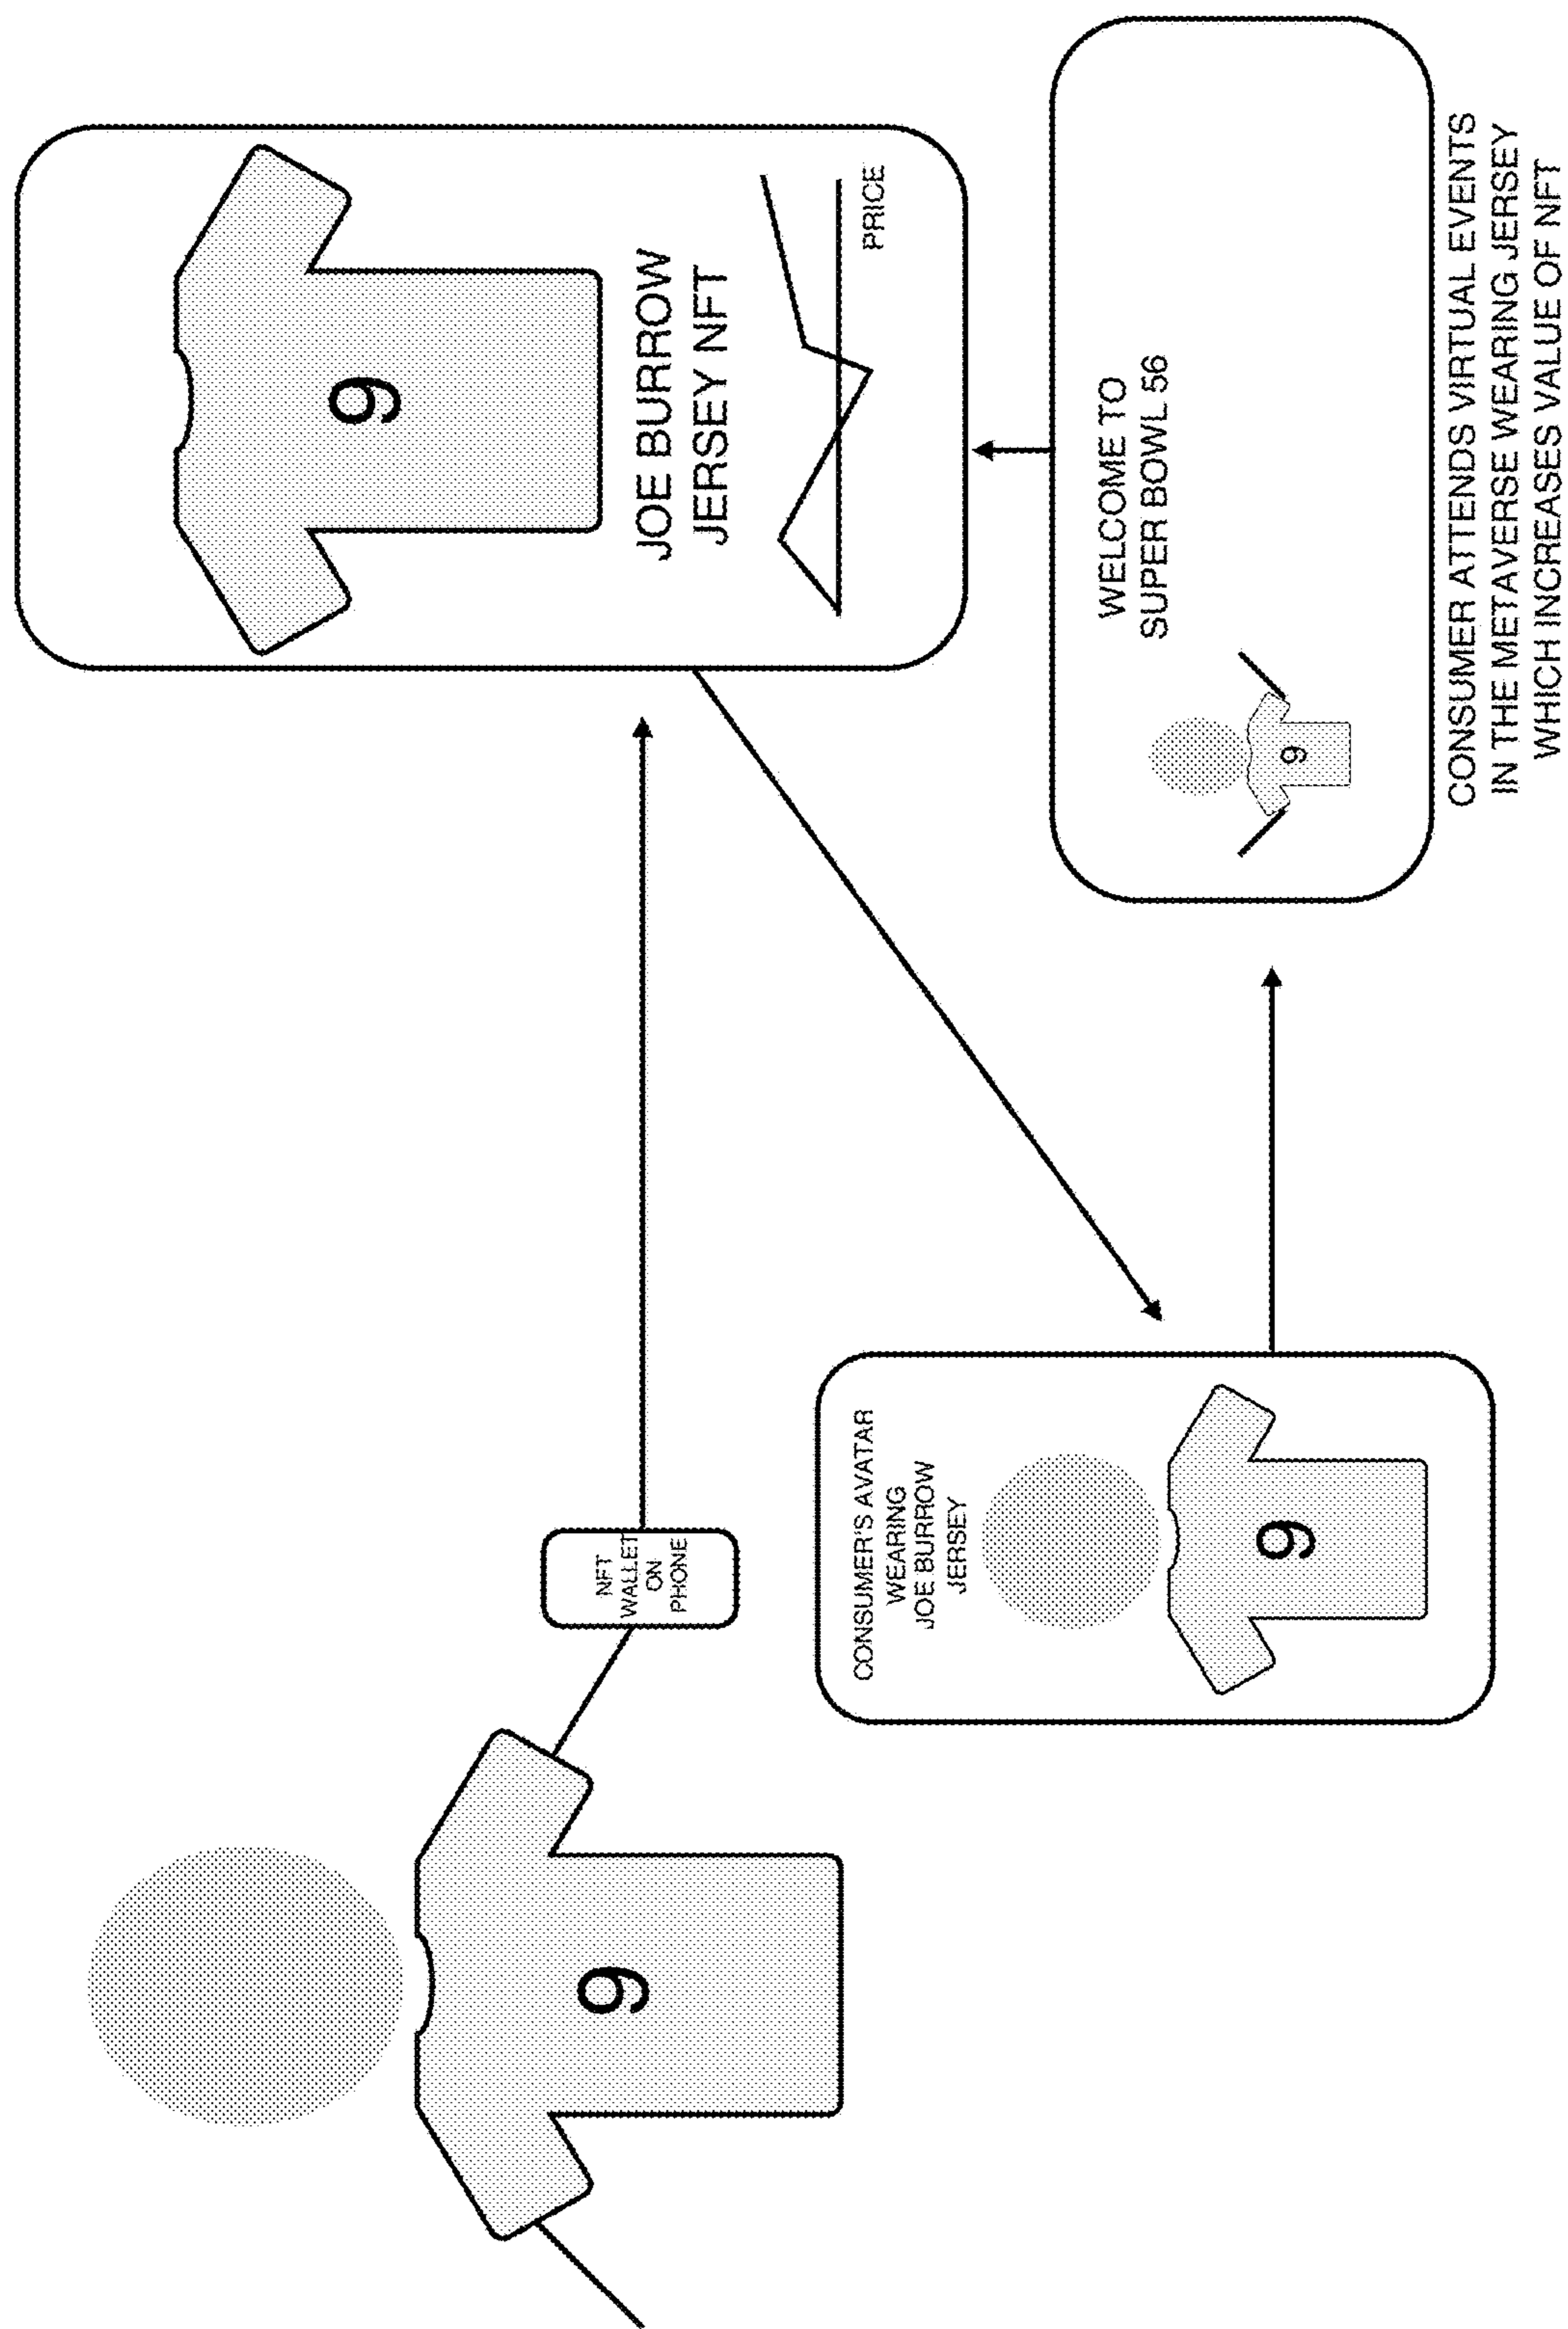 9
NFT
WALLET
ON
PHONE
9
JOE BURROW
JERSEY NFT
PRICE
CONSUMER'S AVATAR
WEARING
JOE BURROW
JERSEY
9
WELCOME TO
SUPER BOWL 56
9
CONSUMER ATTENDS VIRTUAL EVENTS
IN THE METAVERSE WEARING JERSEY
WHICH INCREASES VALUE OF NFT